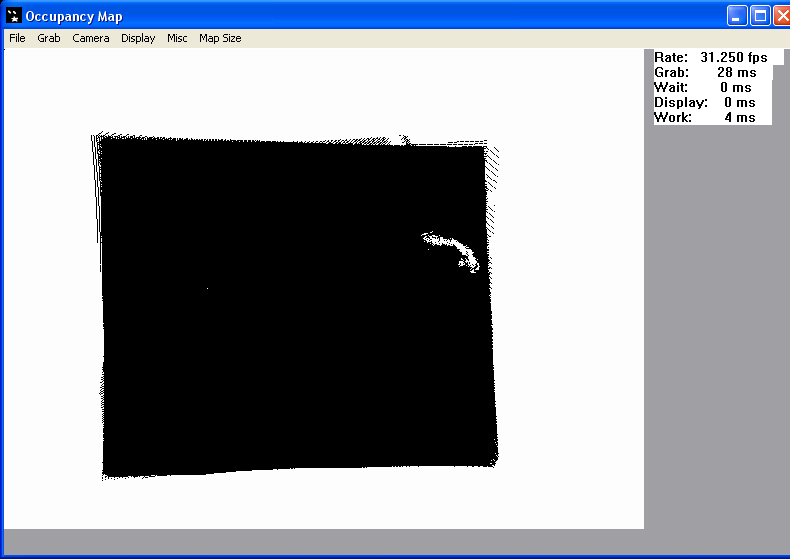 Occupancy Map
File Grab Camera Display Misc Map Size
Rate: 31.250 fps
Grab: 28 ms
Wait: 0 ms
Display: 0 ms
Work: 4 ms